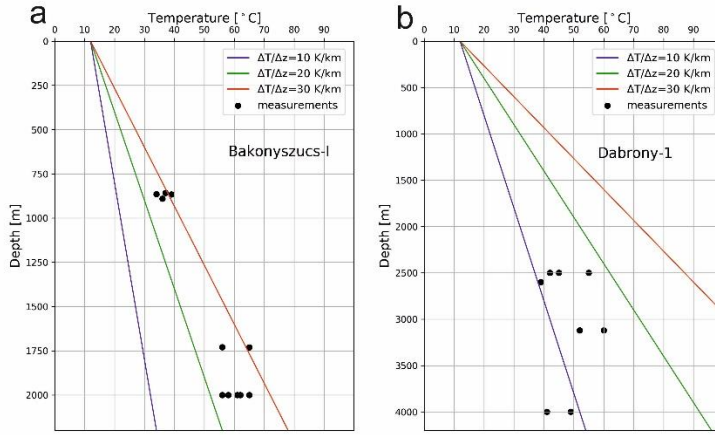 a
Temperature [°C]
0 10 20 30 40 50 60 70 80 90
0
250
500
750
1000
1250
1500
1750
2000
Depth [m]
ΔT/Δz=10 K/km
ΔT/Δz=20 K/km
ΔT/Δz=30 K/km
measurements
Bakonyszucs-I
b
Temperature [°C]
0 10 20 30 40 50 60 70 80 90
0
500
1000
1500
2000
2500
3000
3500
4000
Depth [m]
ΔT/Δz=10 K/km
ΔT/Δz=20 K/km
ΔT/Δz=30 K/km
measurements
Dabrony-1